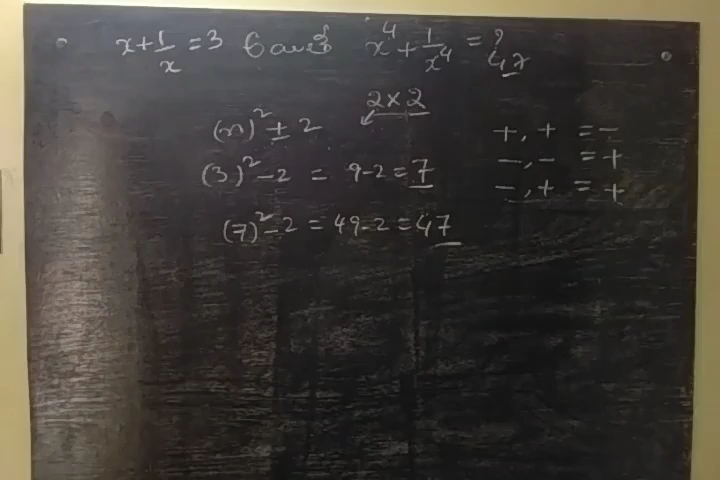 x + 1/x = 3 எனில் x⁴ + 1/x⁴ = ? 47
2×2
(n)² ± 2
(3)² - 2 = 9 - 2 = 7
(7)² - 2 = 49 - 2 = 47
+, + = -
-, - = +
-, + = +